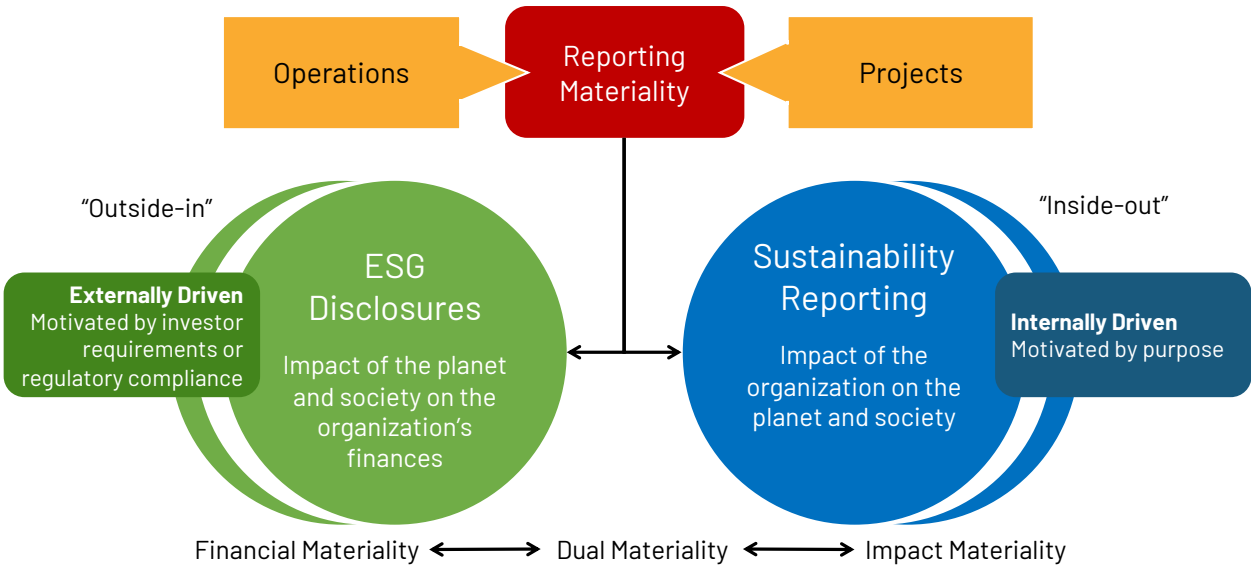 Operations
Reporting
Materiality
Projects
“Outside-in”
“Inside-out”
ESG
Disclosures
Impact of the planet
and society on the
organization’s
finances
Externally Driven
Motivated by investor
requirements or
regulatory compliance
Sustainability
Reporting
Impact of the
organization on the
planet and society
Internally Driven
Motivated by purpose
Financial Materiality
Dual Materiality
Impact Materiality